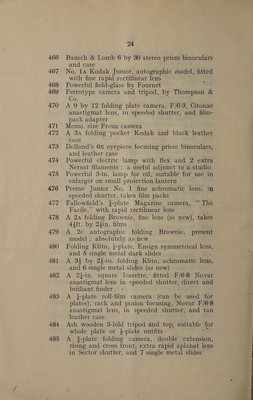 24
466 Bausch & Lomb 6 by 30 stereo prism binoculars
and case
467 No. 1A Kodak Junior, autographic model, fitted
with fine rapid rectilinear lens
468 Powerful field-glass by Fournet
469 Ferrotype camera and tripod, by Thompson &
Co.
470 A 9 by 12 folding plate camera, F/6·3, Citonae
anastigmat lens, in speeded shutter, and film-
pack adapter
471 Memo, size Frena camera
472 A 3A folding pocket Kodak and black leather
case
473 Dollond's 6x eyepiece focusing prism binoculars,
and leather case
474 Powerful electric lamp with flex and 2 extra
Nernst filaments ; a useful adjunct to a studio
475 Powerful 3-in. lamp for oil, suitable for use in
enlarger on small projection lantern
476 Premo Junior No. 1 fine achromatic lens, in
speeded shutter, takes film packs
477 Fallowfield's ¼-plate Magazine camera, " The
Facile," with rapid rectilinear lens
478 A 2A folding Brownie, fine lens (as new), takes
4¼ft. by 2½in. films
479 A 2C autographic folding Brownie, present
model ; absolutely as new
480 Folding Klito, ¼-plate, Ensign symmetrical lens,
and 8 single metal dark slides
481 A 3½ by 2½-in. folding Klito, achromatic lens,
and 6 single metal slides (as new)
482 A 2¼-in. square Icarette, fitted F/6·8 Novar
anastigmat lens in speeded shutter, direct and
brilliant finder
483 A ¼-plate roll-film camera (can be used for
plates), rack and pinion focusing, Novar F/6·8
anastigmat lens, in speeded shutter, and tan
leather case
484 Ash wooden 3-fold tripod and top, suitable for
whole plate or ½-plate outfits
485 A ¼-plate folding camera, double extension,
rising and cross front, extra rapid aplanat lens
in Sector shutter, and 7 single metal slides